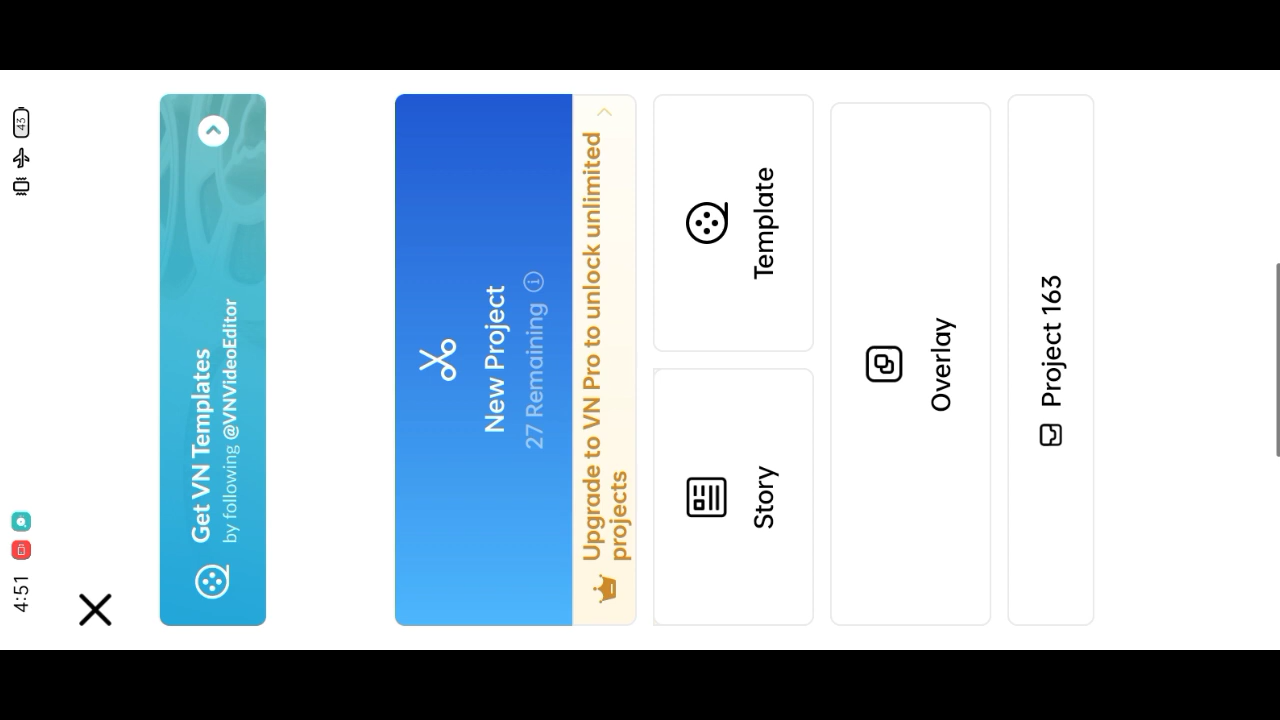 4:51
43
Get VN Templates
by following @VNVideoEditor
New Project
27 Remaining
Upgrade to VN Pro to unlock unlimited
projects
Story
Template
Overlay
Project 163